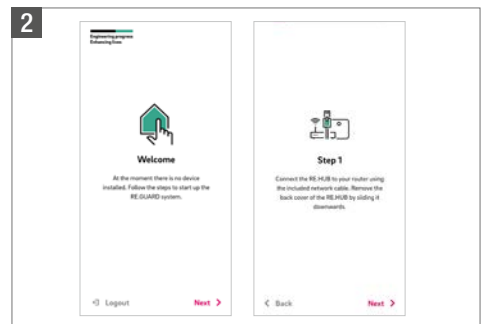 2
Engineering progress
Enhancing lives
Welcome
At the moment there is no device
installed. Follow the steps to start up the
RE.GUARD system.
Logout
Next
Step 1
Connect the RE.HUB to your router using
the included network cable. Remove the
back cover of the RE.HUB by sliding it
downwards.
Back
Next